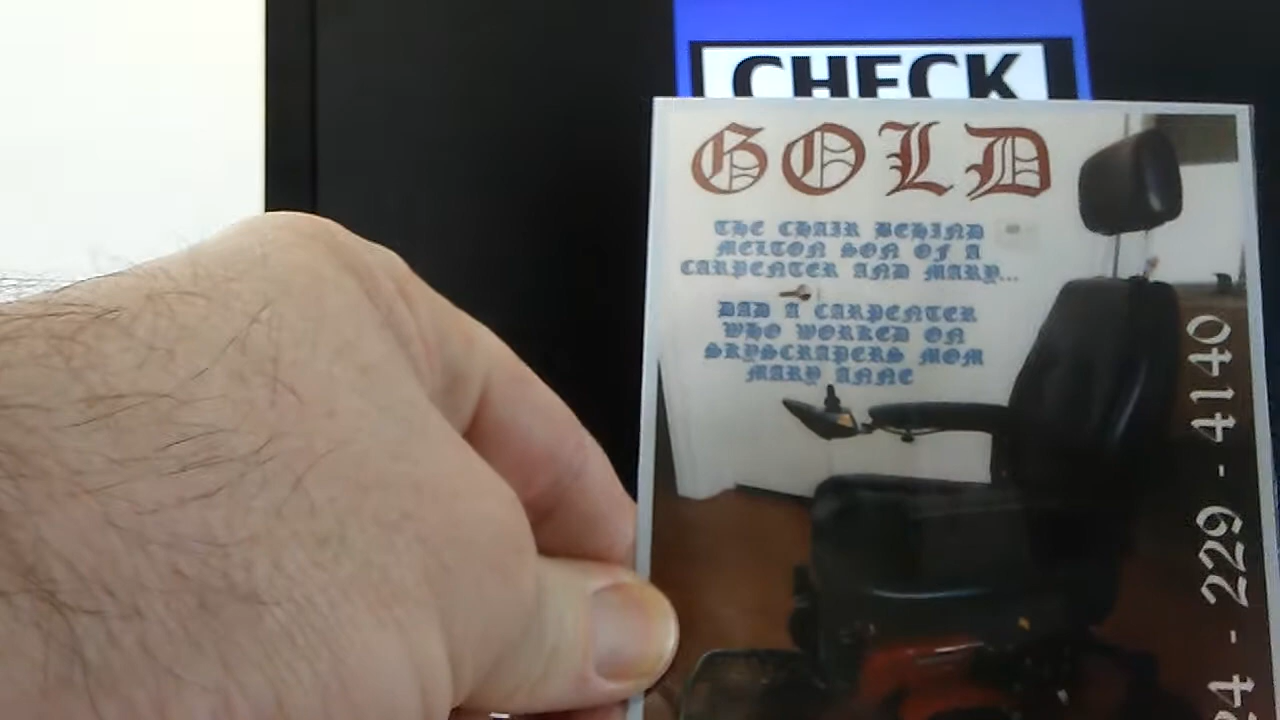 CHECK
GOLD
THE CHAIR BEHIND
MELTON SON OF A
CARPENTER AND MARY...
DAD A CARPENTER
WHO WORKED ON
SKYSCRAPERS MOM
MARY ANNE
4 - 229 - 4140